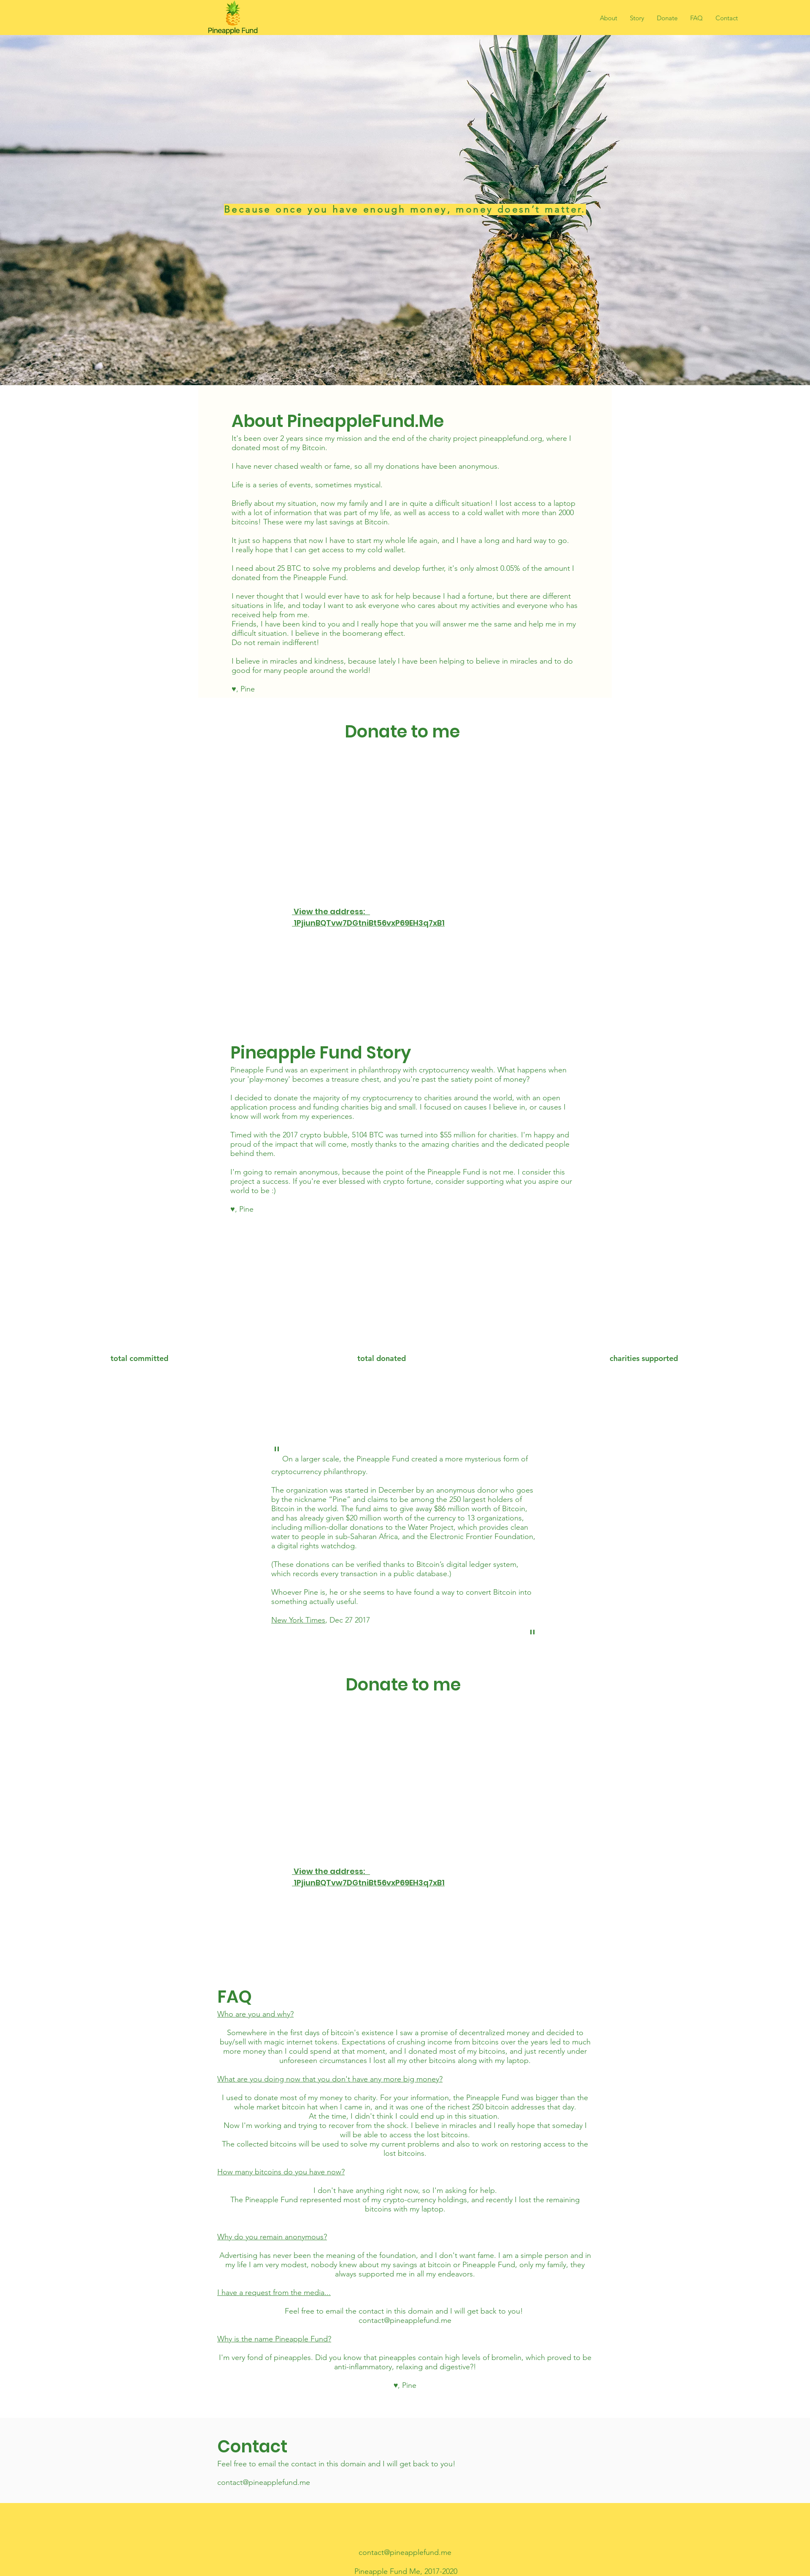 Pineapple Fund
About Story Donate FAQ Contact
Because once you have enough money, money doesn't matter.
About PineappleFund.Me
It's been over 2 years since my mission and the end of the charity project pineapplefund.org, where I
donated most of my Bitcoin.
I have never chased wealth or fame, so all my donations have been anonymous.
Life is a series of events, sometimes mystical.
Briefly about my situation, now my family and I are in quite a difficult situation! I lost access to a laptop
with a lot of information that was part of my life, as well as access to a cold wallet with more than 2000
bitcoins! These were my last savings at Bitcoin.
It just so happens that now I have to start my whole life again, and I have a long and hard way to go.
I really hope that I can get access to my cold wallet.
I need about 25 BTC to solve my problems and develop further, it's only almost 0.05% of the amount I
donated from the Pineapple Fund.
I never thought that I would ever have to ask for help because I had a fortune, but there are different
situations in life, and today I want to ask everyone who cares about my activities and everyone who has
received help from me.
Friends, I have been kind to you and I really hope that you will answer me the same and help me in my
difficult situation. I believe in the boomerang effect.
Do not remain indifferent!
I believe in miracles and kindness, because lately I have been helping to believe in miracles and to do
good for many people around the world!
♥, Pine
Donate to me
View the address:
1PjiunBQTvw7DGtniBt56vxP69EH3q7xB1
Pineapple Fund Story
Pineapple Fund was an experiment in philanthropy with cryptocurrency wealth. What happens when
your 'play-money' becomes a treasure chest, and you're past the satiety point of money?
I decided to donate the majority of my cryptocurrency to charities around the world, with an open
application process and funding charities big and small. I focused on causes I believe in, or causes I
know will work from my experiences.
Timed with the 2017 crypto bubble, 5104 BTC was turned into $55 million for charities. I'm happy and
proud of the impact that will come, mostly thanks to the amazing charities and the dedicated people
behind them.
I'm going to remain anonymous, because the point of the Pineapple Fund is not me. I consider this
project a success. If you're ever blessed with crypto fortune, consider supporting what you aspire our
world to be :)
♥, Pine
total committed total donated charities supported
"
On a larger scale, the Pineapple Fund created a more mysterious form of
cryptocurrency philanthropy.
The organization was started in December by an anonymous donor who goes
by the nickname "Pine" and claims to be among the 250 largest holders of
Bitcoin in the world. The fund aims to give away $86 million worth of Bitcoin,
and has already given $20 million worth of the currency to 13 organizations,
including million-dollar donations to the Water Project, which provides clean
water to people in sub-Saharan Africa, and the Electronic Frontier Foundation,
a digital rights watchdog.
(These donations can be verified thanks to Bitcoin's digital ledger system,
which records every transaction in a public database.)
Whoever Pine is, he or she seems to have found a way to convert Bitcoin into
something actually useful.
New York Times, Dec 27 2017
"
Donate to me
View the address:
1PjiunBQTvw7DGtniBt56vxP69EH3q7xB1
FAQ
Who are you and why?
Somewhere in the first days of bitcoin's existence I saw a promise of decentralized money and decided to
buy/sell with magic internet tokens. Expectations of crushing income from bitcoins over the years led to much
more money than I could spend at that moment, and I donated most of my bitcoins, and just recently under
unforeseen circumstances I lost all my other bitcoins along with my laptop.
What are you doing now that you don't have any more big money?
I used to donate most of my money to charity. For your information, the Pineapple Fund was bigger than the
whole market bitcoin hat when I came in, and it was one of the richest 250 bitcoin addresses that day.
At the time, I didn't think I could end up in this situation.
Now I'm working and trying to recover from the shock. I believe in miracles and I really hope that someday I
will be able to access the lost bitcoins.
The collected bitcoins will be used to solve my current problems and also to work on restoring access to the
lost bitcoins.
How many bitcoins do you have now?
I don't have anything right now, so I'm asking for help.
The Pineapple Fund represented most of my crypto-currency holdings, and recently I lost the remaining
bitcoins with my laptop.
Why do you remain anonymous?
Advertising has never been the meaning of the foundation, and I don't want fame. I am a simple person and in
my life I am very modest, nobody knew about my savings at bitcoin or Pineapple Fund, only my family, they
always supported me in all my endeavors.
I have a request from the media...
Feel free to email the contact in this domain and I will get back to you!
contact@pineapplefund.me
Why is the name Pineapple Fund?
I'm very fond of pineapples. Did you know that pineapples contain high levels of bromelin, which proved to be
anti-inflammatory, relaxing and digestive?!
♥, Pine
Contact
Feel free to email the contact in this domain and I will get back to you!
contact@pineapplefund.me
contact@pineapplefund.me
Pineapple Fund Me, 2017-2020